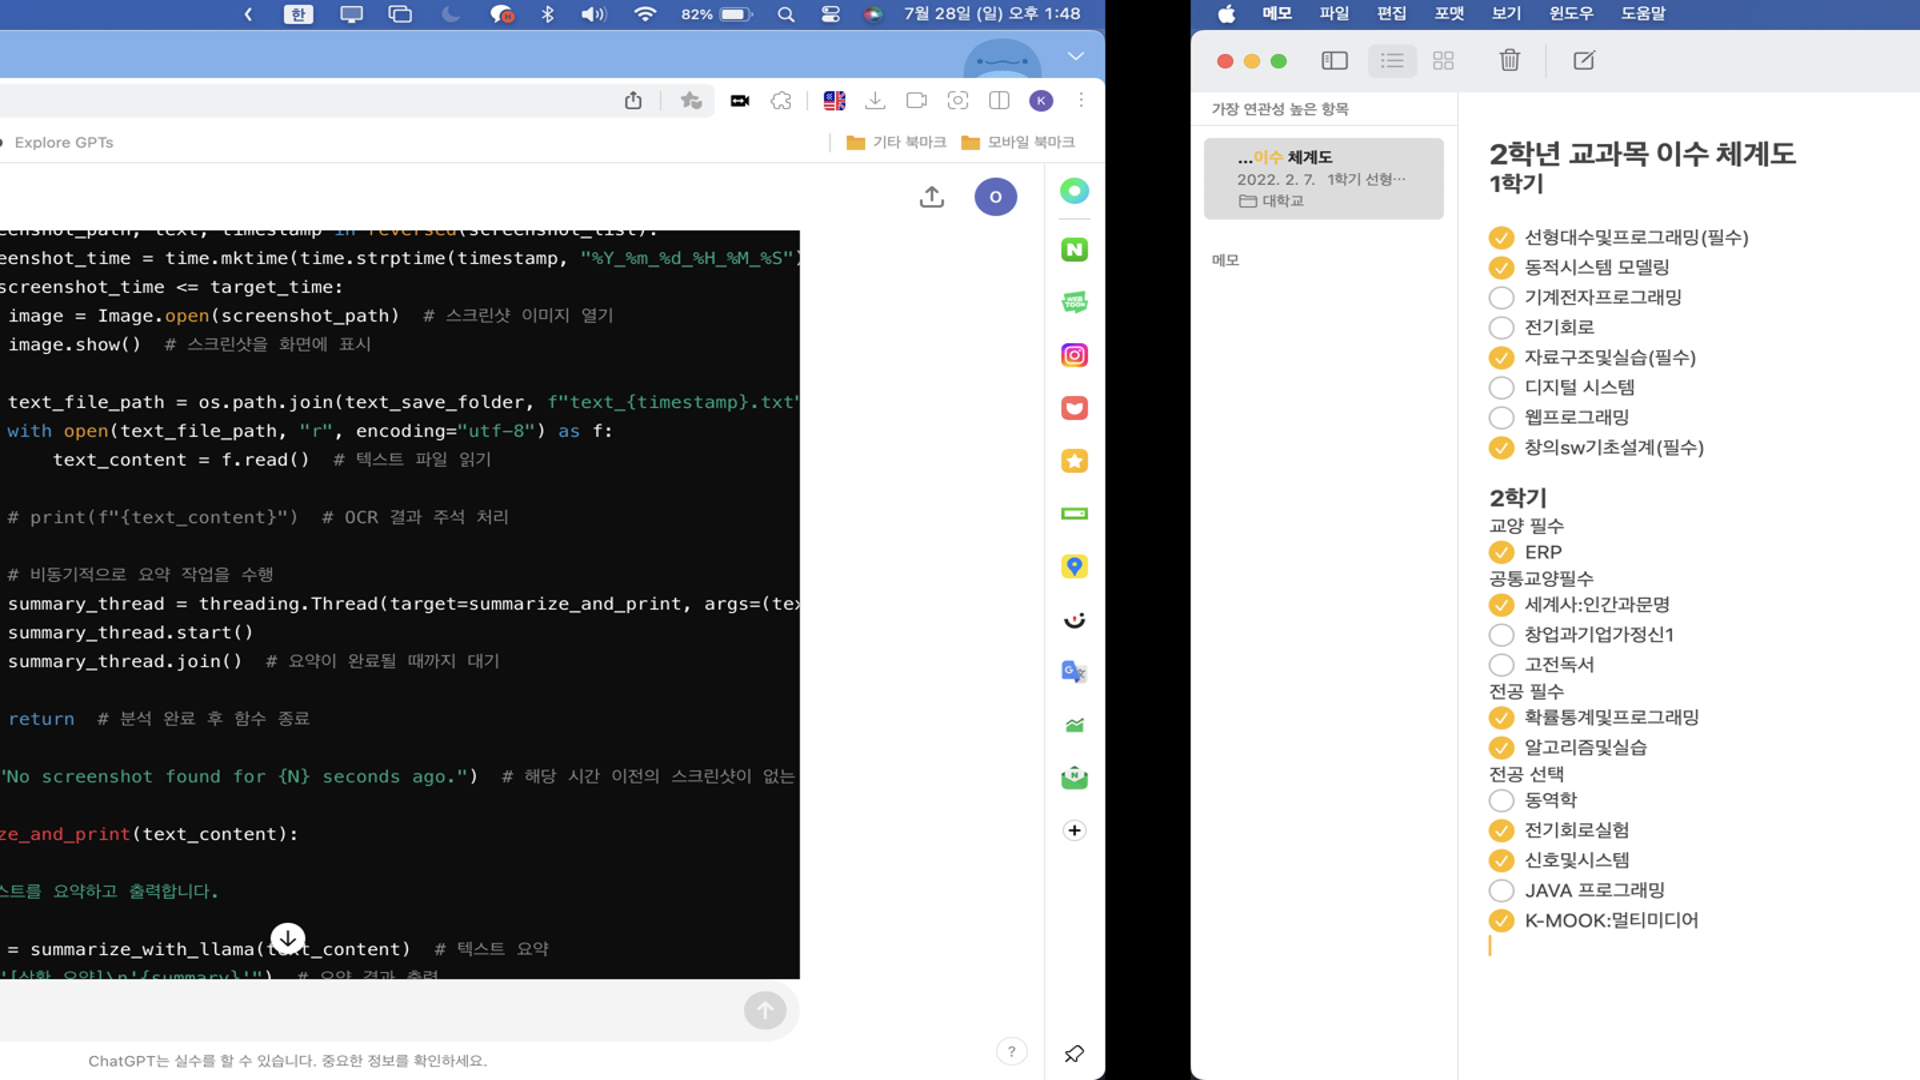 한
82%
7월 28일 (일) 오후 1:48
K
Explore GPTs
기타 북마크
모바일 북마크
O
eenshot_path, text, timestamp in reversed(screenshot_list):
eenshot_time = time.mktime(time.strptime(timestamp, "%Y_%m_%d_%H_%M_%S")
screenshot_time <= target_time:
image = Image.open(screenshot_path)  # 스크린샷 이미지 열기
image.show()  # 스크린샷을 화면에 표시
text_file_path = os.path.join(text_save_folder, f"text_{timestamp}.txt"
with open(text_file_path, "r", encoding="utf-8") as f:
text_content = f.read()  # 텍스트 파일 읽기
# print(f"{text_content}")  # OCR 결과 주석 처리
# 비동기적으로 요약 작업을 수행
summary_thread = threading.Thread(target=summarize_and_print, args=(tex
summary_thread.start()
summary_thread.join()  # 요약이 완료될 때까지 대기
return  # 분석 완료 후 함수 종료
"No screenshot found for {N} seconds ago.")  # 해당 시간 이전의 스크린샷이 없는
ze_and_print(text_content):
스트를 요약하고 출력합니다.
= summarize_with_llama(text_content)  # 텍스트 요약
'[상황 요약]\n'{summary}'")  # 요약 결과 출력
ChatGPT는 실수를 할 수 있습니다. 중요한 정보를 확인하세요.
?
N
WEB
TOON
G
N
메모 파일 편집 포맷 보기 윈도우 도움말
가장 연관성 높은 항목
...이수 체계도
2022. 2. 7. 1학기 선형…
대학교
메모
2학년 교과목 이수 체계도
1학기
선형대수및프로그래밍(필수)
동적시스템 모델링
기계전자프로그래밍
전기회로
자료구조및실습(필수)
디지털 시스템
웹프로그래밍
창의sw기초설계(필수)
2학기
교양 필수
ERP
공통교양필수
세계사:인간과문명
창업과기업가정신1
고전독서
전공 필수
확률통계및프로그래밍
알고리즘및실습
전공 선택
동역학
전기회로실험
신호및시스템
JAVA 프로그래밍
K-MOOK:멀티미디어